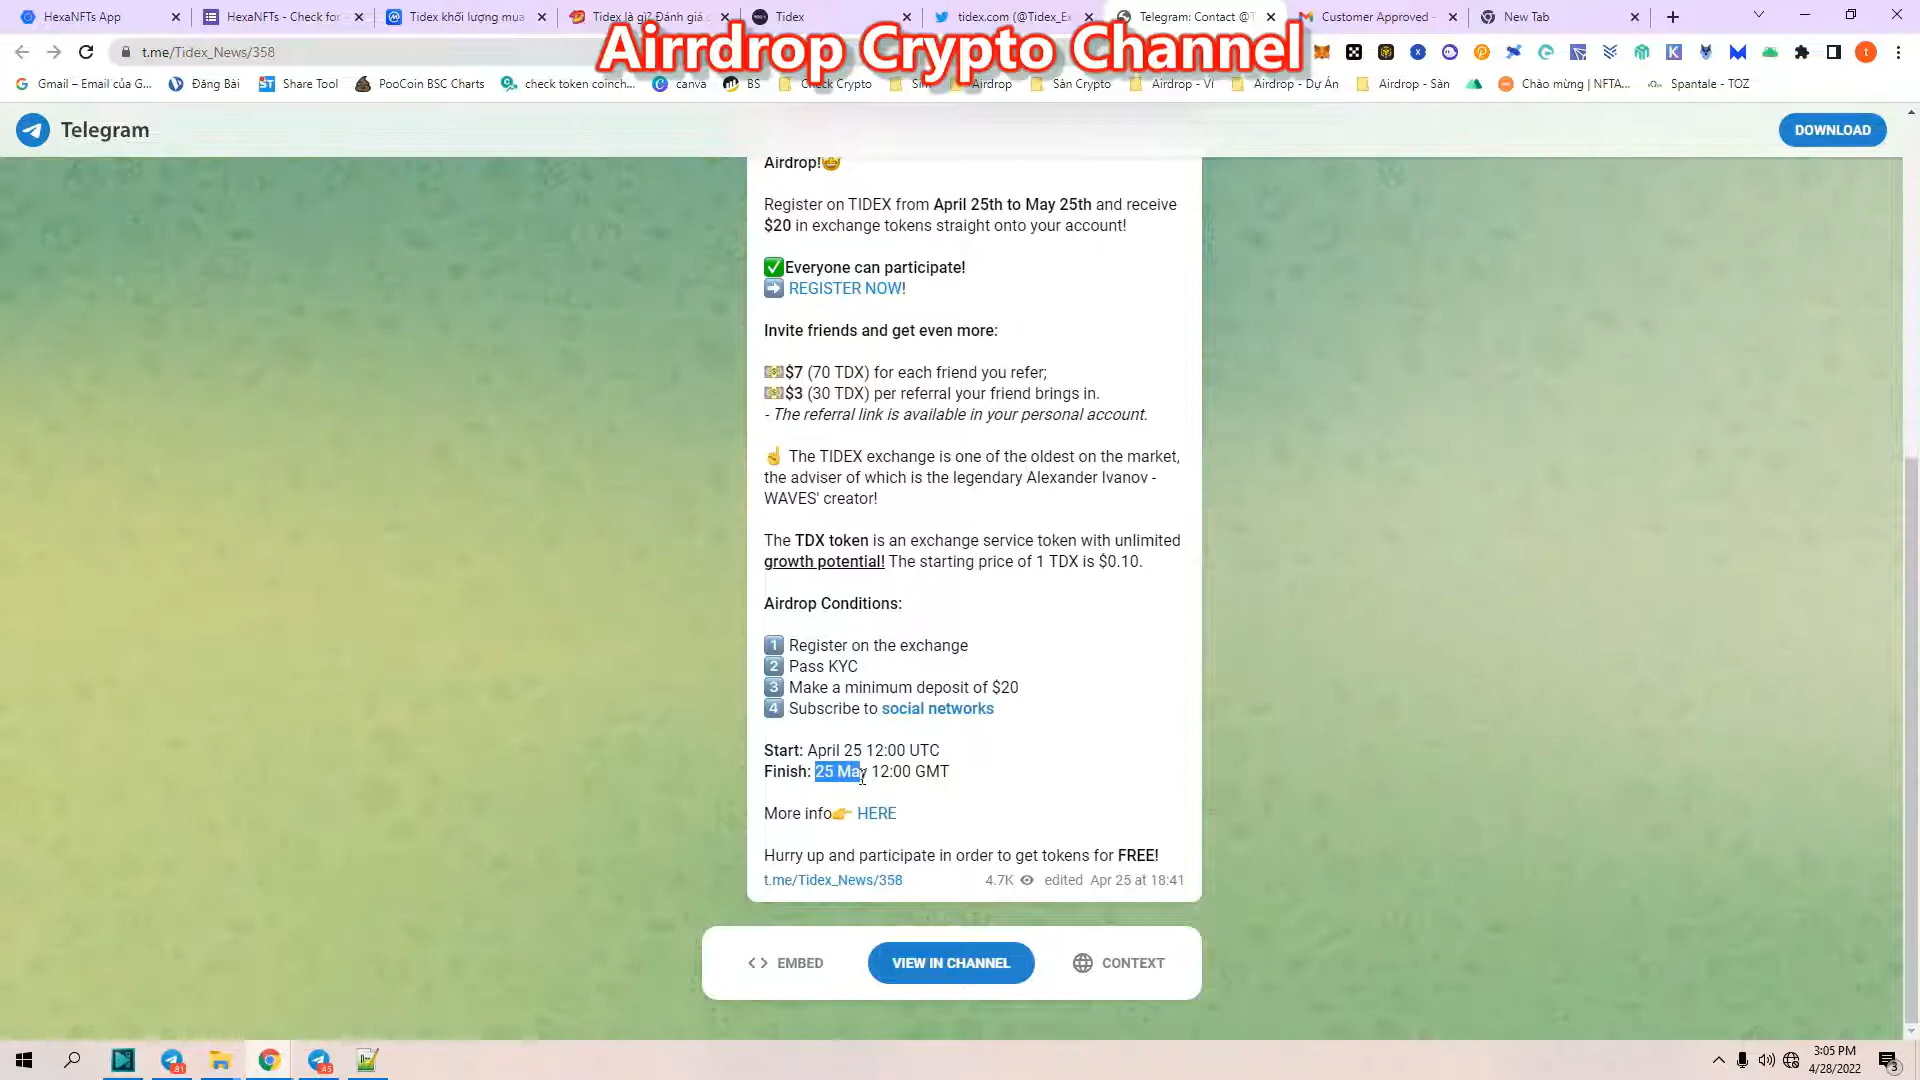 HexaNFTs App
HexaNFTs - Check for
Tidex khối lượng mua
Tidex là gì? Đánh giá
Tidex
tidex.com (@Tidex_Ex
Telegram: Contact @T
Customer Approved -
New Tab
t.me/Tidex_News/358
Airrdrop Crypto Channel
Gmail – Email của G...
Đăng Bài
Share Tool
PooCoin BSC Charts
check token coinch...
canva
BS
Check Crypto
Airdrop
Sàn Crypto
Airdrop - Ví
Airdrop - Dự Án
Airdrop - Sàn
Chào mừng | NFTA...
Spantale - TOZ
Telegram
DOWNLOAD
Airdrop!🤩
Register on TIDEX from April 25th to May 25th and receive
$20 in exchange tokens straight onto your account!
✅Everyone can participate!
➡️ REGISTER NOW!
Invite friends and get even more:
💵$7 (70 TDX) for each friend you refer;
💵$3 (30 TDX) per referral your friend brings in.
- The referral link is available in your personal account.
☝️ The TIDEX exchange is one of the oldest on the market,
the adviser of which is the legendary Alexander Ivanov -
WAVES' creator!
The TDX token is an exchange service token with unlimited
growth potential! The starting price of 1 TDX is $0.10.
Airdrop Conditions:
1️⃣ Register on the exchange
2️⃣ Pass KYC
3️⃣ Make a minimum deposit of $20
4️⃣ Subscribe to social networks
Start: April 25 12:00 UTC
Finish: 25 May 12:00 GMT
More info👉 HERE
Hurry up and participate in order to get tokens for FREE!
t.me/Tidex_News/358
4.7K
edited Apr 25 at 18:41
EMBED
VIEW IN CHANNEL
CONTEXT
81
45
3:05 PM
4/28/2022
3